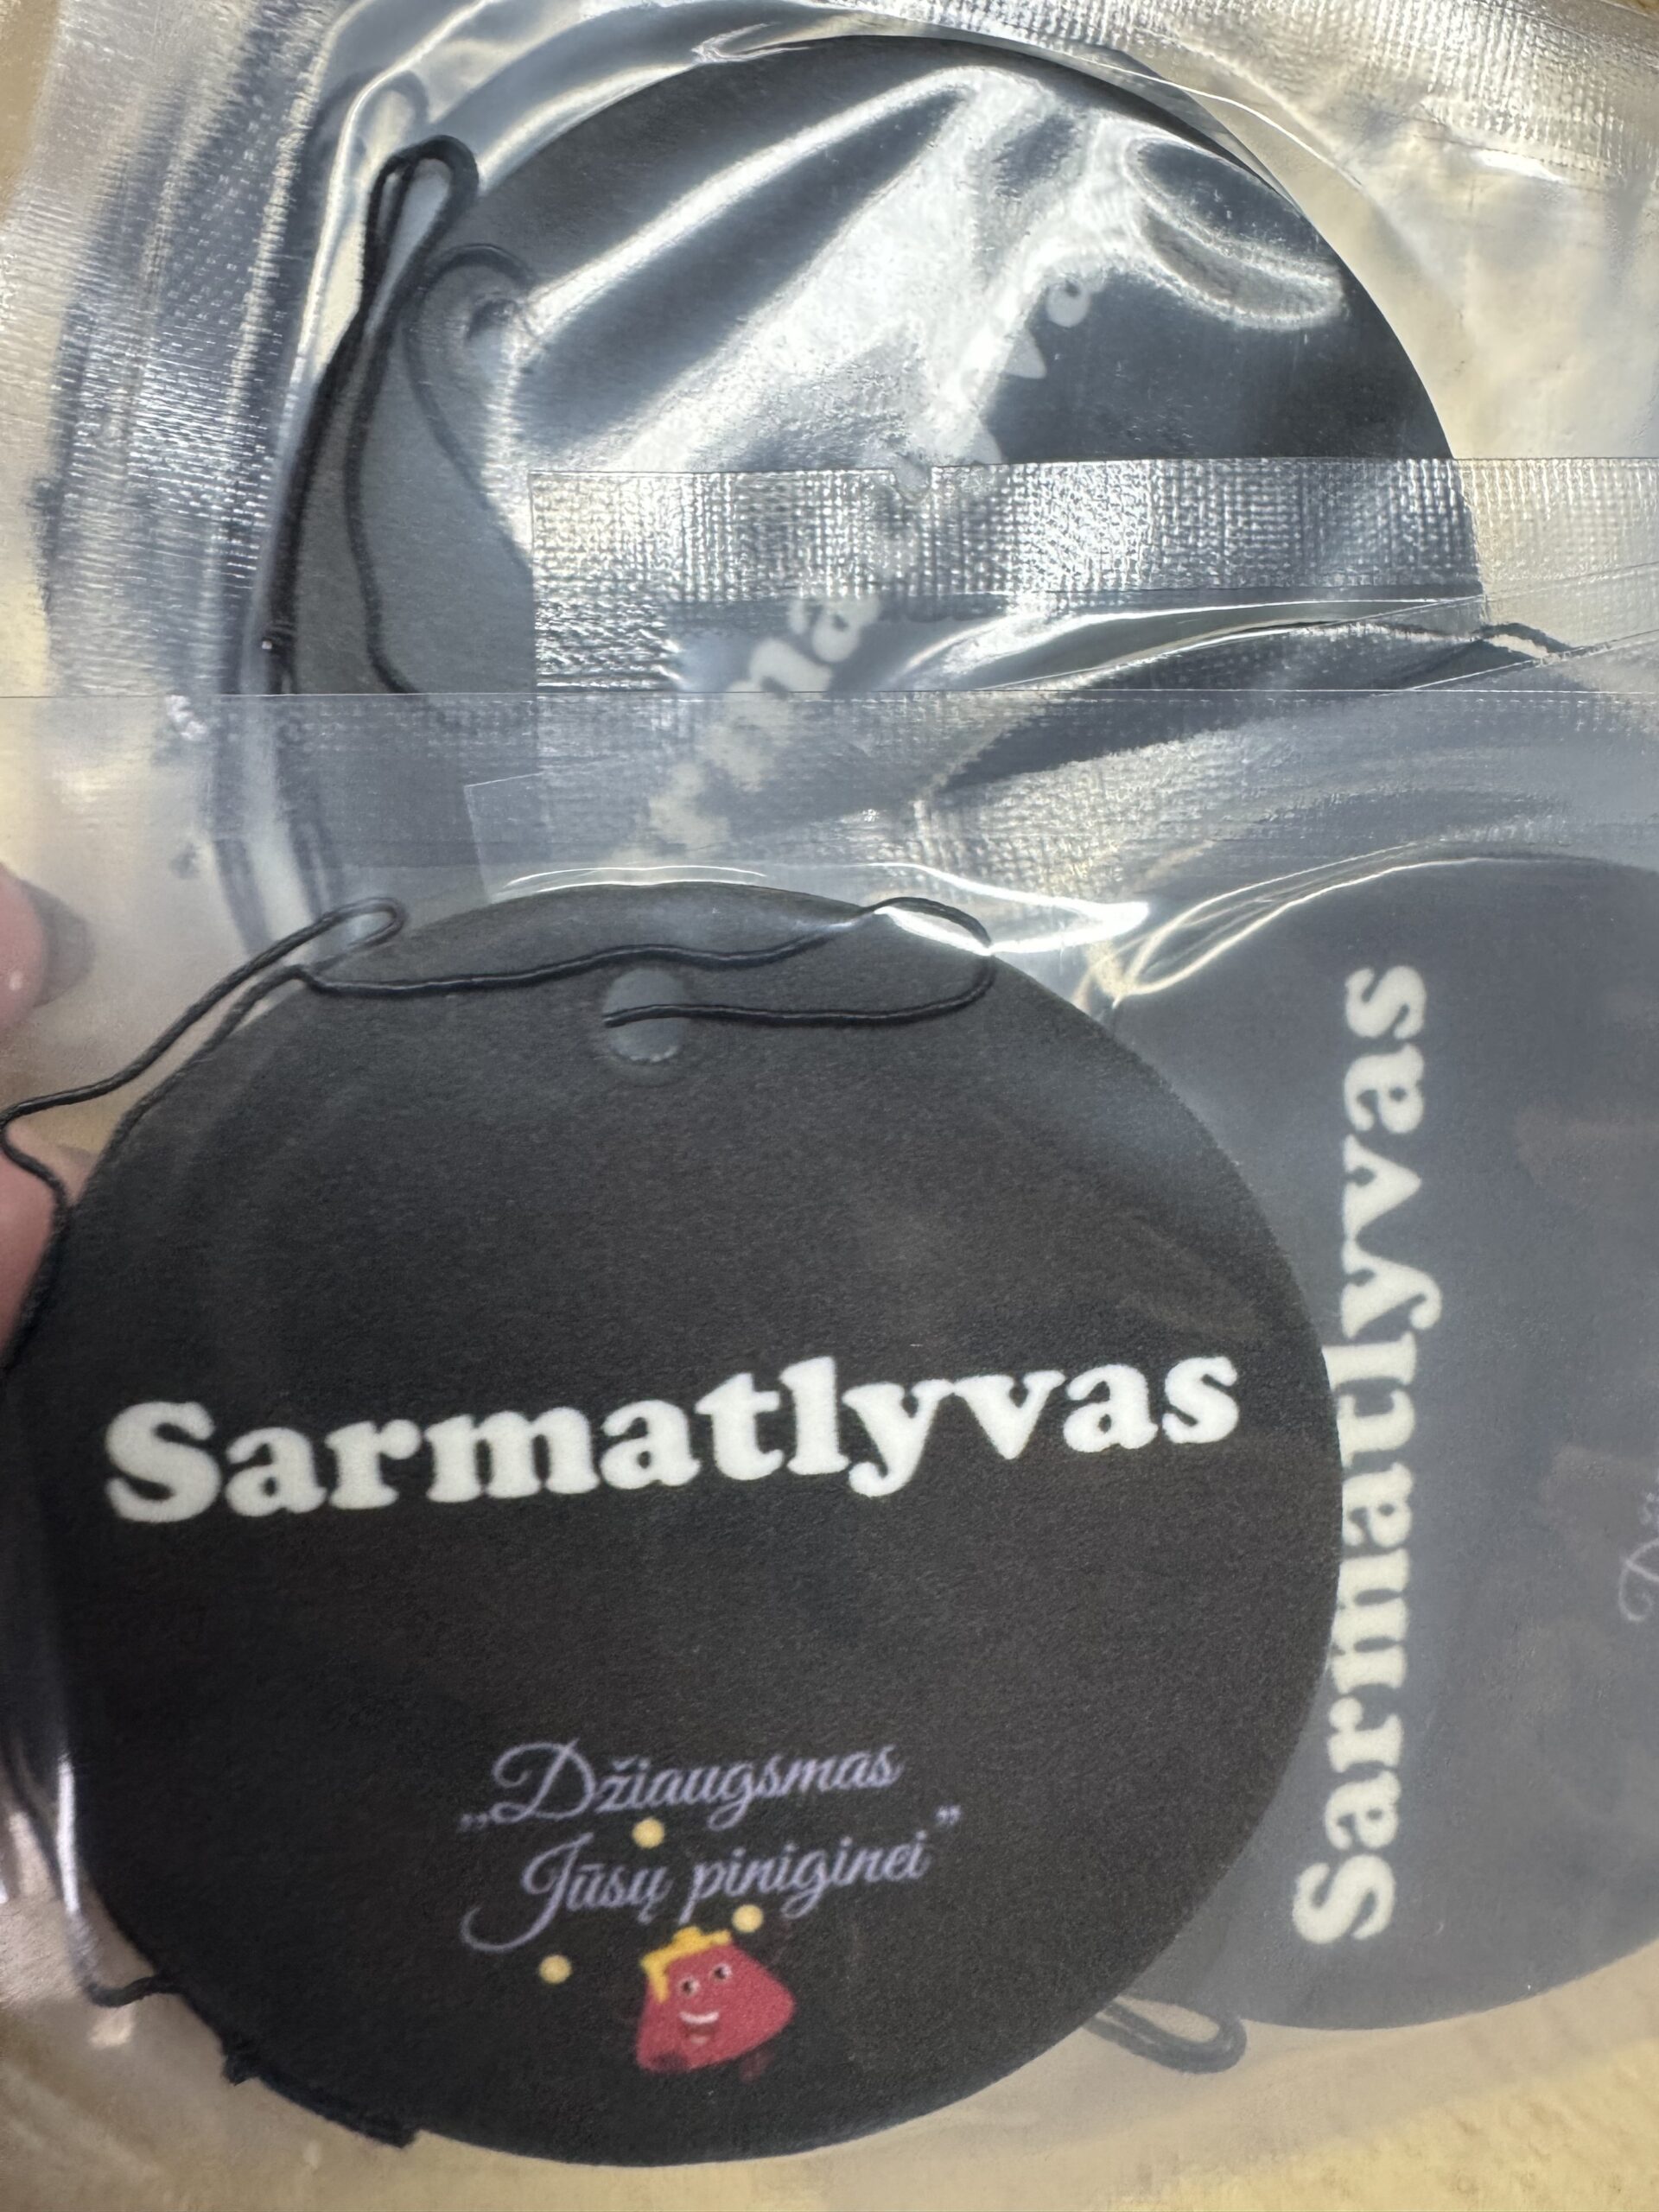 Sarmatlyvas
„Džiaugsmas
Jūsų piniginei”
Sarmatlyvas